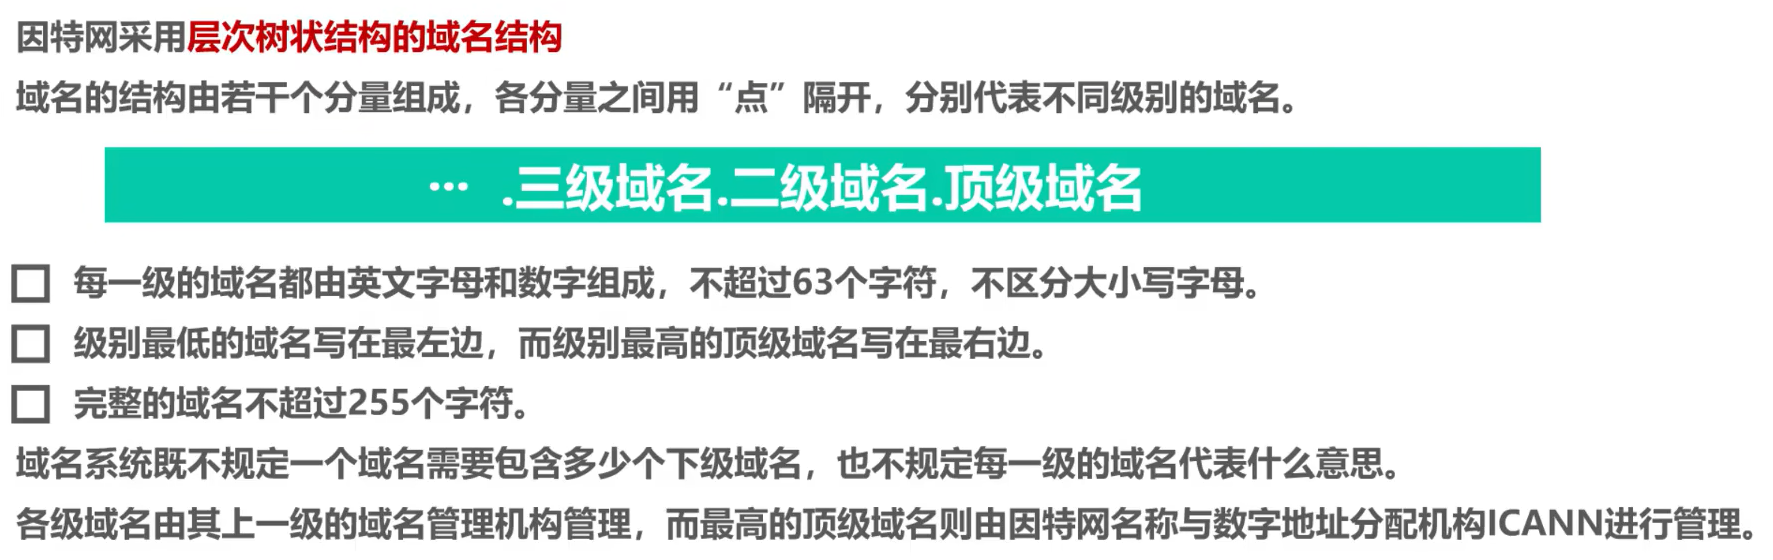 因特网采用层次树状结构的域名结构
域名的结构由若干个分量组成，各分量之间用“点”隔开，分别代表不同级别的域名。
… .三级域名.二级域名.顶级域名
每一级的域名都由英文字母和数字组成，不超过63个字符，不区分大小写字母。
级别最低的域名写在最左边，而级别最高的顶级域名写在最右边。
完整的域名不超过255个字符。
域名系统既不规定一个域名需要包含多少个下级域名，也不规定每一级的域名代表什么意思。
各级域名由其上一级的域名管理机构管理，而最高的顶级域名则由因特网名称与数字地址分配机构ICANN进行管理。